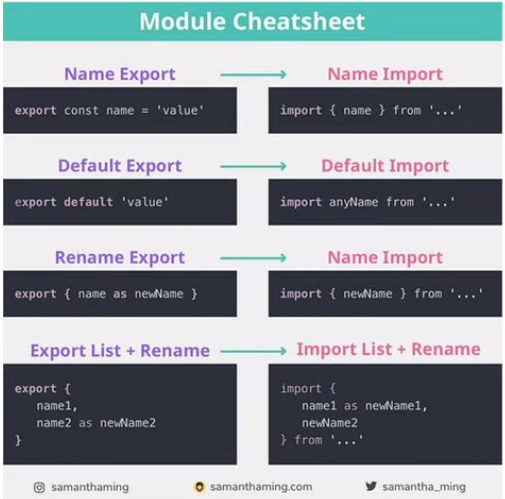 Module Cheatsheet
Name Export
Name Import
export const name = 'value'
import { name } from '...'
Default Export
Default Import
export default 'value'
import anyName from '...'
Rename Export
Name Import
export { name as newName }
import { newName } from '...'
Export List + Rename
Import List + Rename
export {
name1,
name2 as newName2
}
import {
name1 as newName1,
newName2
} from '...'
samanthaming
samanthaming.com
samantha_ming